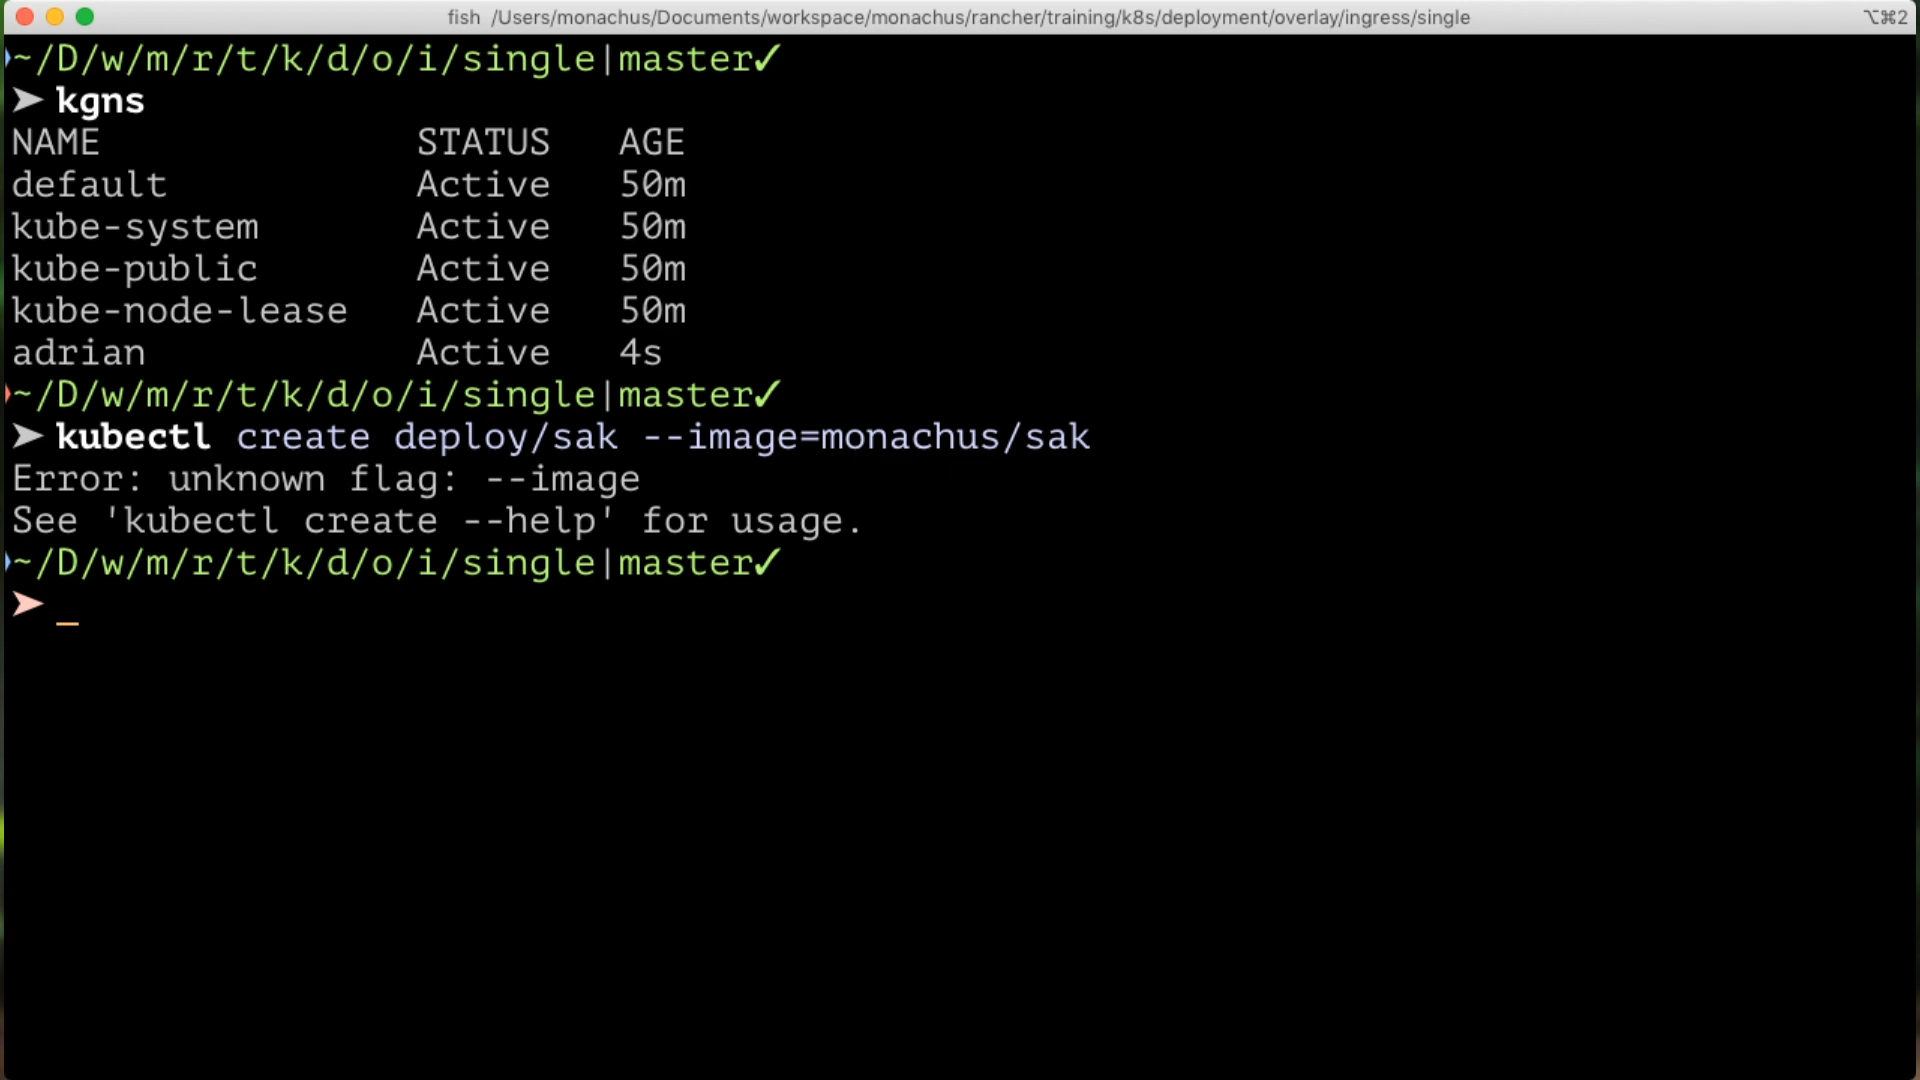 fish /Users/monachus/Documents/workspace/monachus/rancher/training/k8s/deployment/overlay/ingress/single
⌥⌘2
~/D/w/m/r/t/k/d/o/i/single|master✓
➤ kgns
NAME STATUS AGE
default Active 50m
kube-system Active 50m
kube-public Active 50m
kube-node-lease Active 50m
adrian Active 4s
~/D/w/m/r/t/k/d/o/i/single|master✓
➤ kubectl create deploy/sak --image=monachus/sak
Error: unknown flag: --image
See 'kubectl create --help' for usage.
~/D/w/m/r/t/k/d/o/i/single|master✓
➤ _